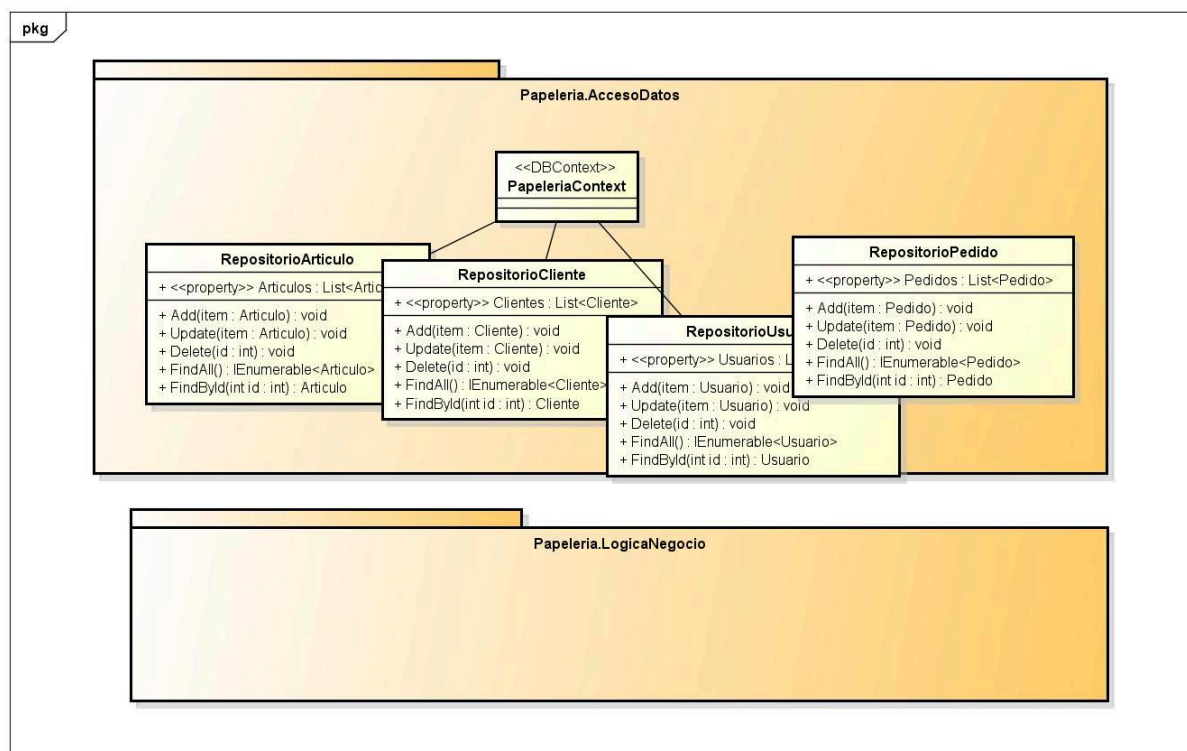 pkg
Papeleria.AccesoDatos
<<DBContext>>
PapeleriaContext
RepositorioArticulo
+ <<property>> Articulos : List<Artic
+ Add(item : Articulo) : void
+ Update(item : Articulo) : void
+ Delete(id : int) : void
+ FindAll() : IEnumerable<Articulo>
+ FindById(int id : int) : Articulo
RepositorioCliente
+ <<property>> Clientes : List<Cliente>
+ Add(item : Cliente) : void
+ Update(item : Cliente) : void
+ Delete(id : int) : void
+ FindAll() : IEnumerable<Cliente>
+ FindById(int id : int) : Cliente
RepositorioUsu
+ <<property>> Usuarios : L
+ Add(item : Usuario) : void
+ Update(item : Usuario) : void
+ Delete(id : int) : void
+ FindAll() : IEnumerable<Usuario>
+ FindById(int id : int) : Usuario
RepositorioPedido
+ <<property>> Pedidos : List<Pedido>
+ Add(item : Pedido) : void
+ Update(item : Pedido) : void
+ Delete(id : int) : void
+ FindAll() : IEnumerable<Pedido>
+ FindById(int id : int) : Pedido
Papeleria.LogicaNegocio